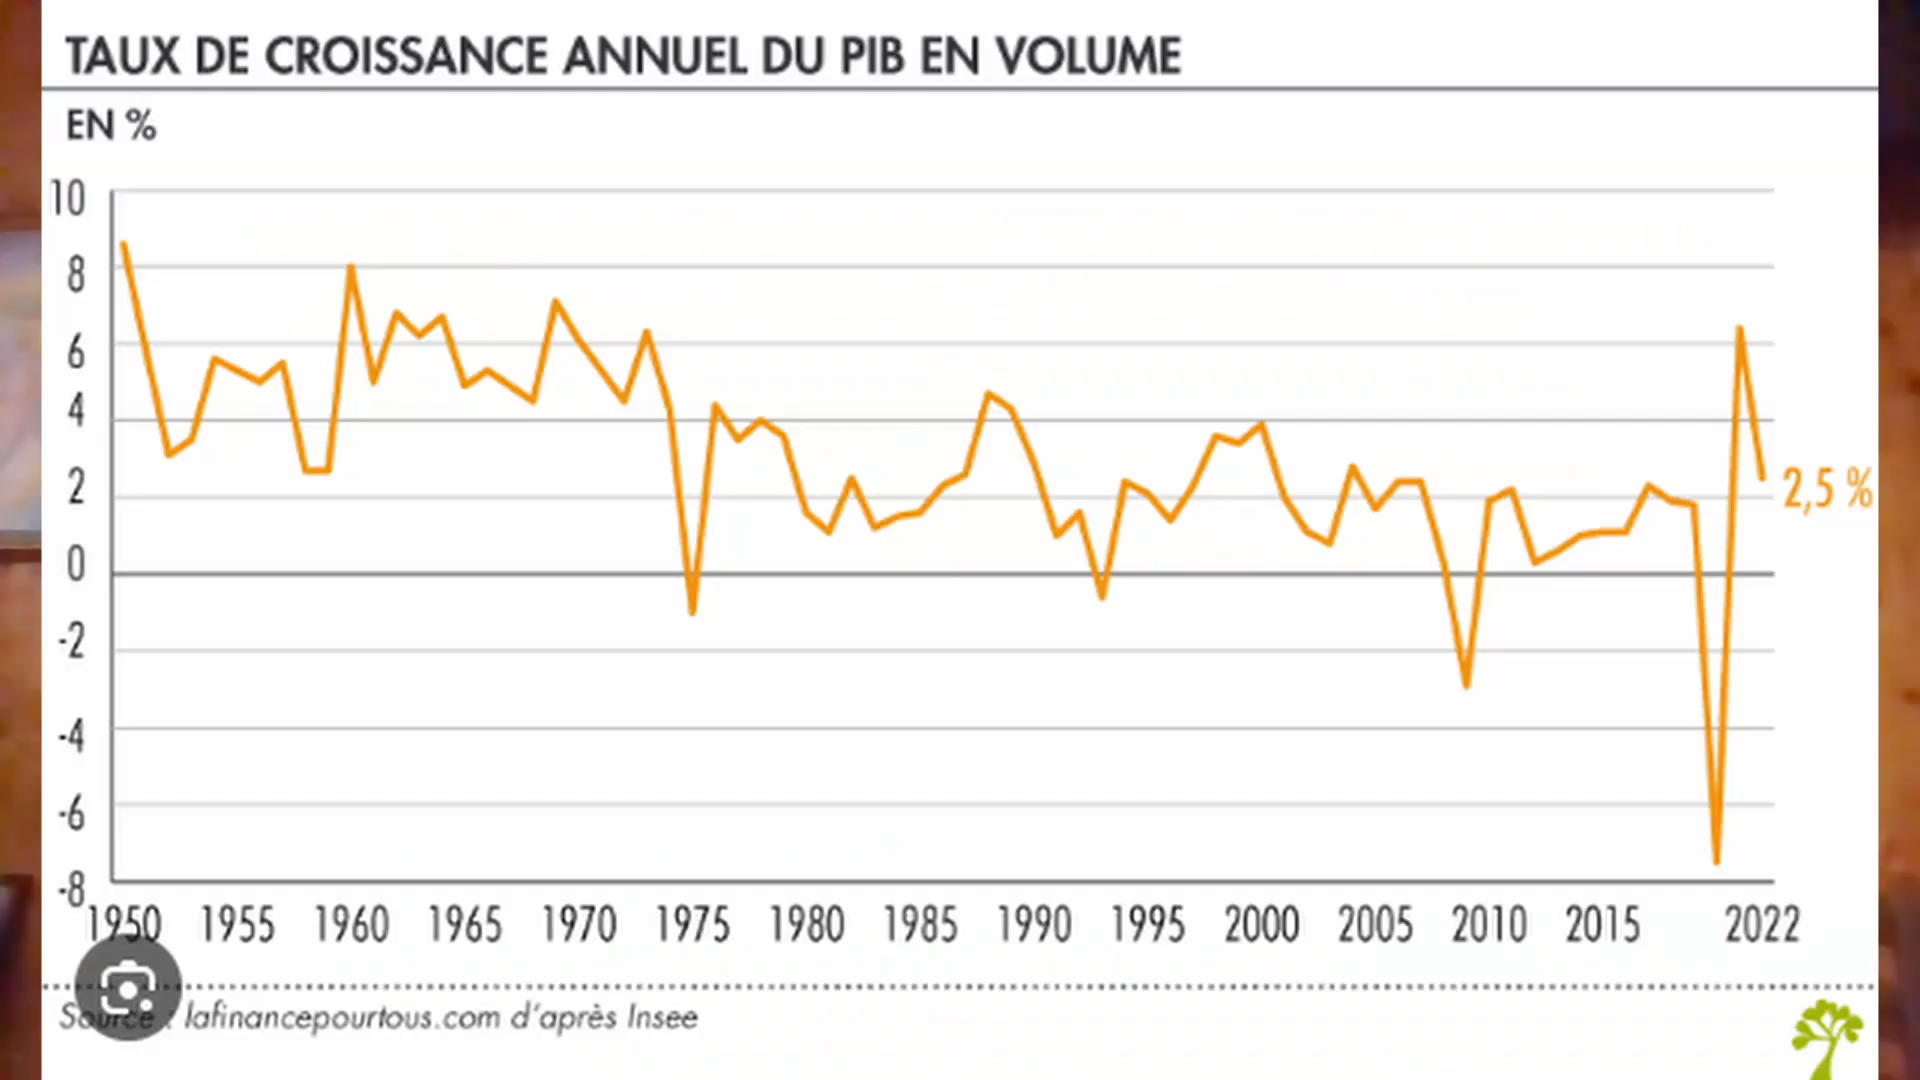 TAUX DE CROISSANCE ANNUEL DU PIB EN VOLUME
EN %
10
8
6
4
2
0
-2
-4
-6
-8
2,5 %
1950 1955 1960 1965 1970 1975 1980 1985 1990 1995 2000 2005 2010 2015 2022
Source : lafinancepourtous.com d'après Insee